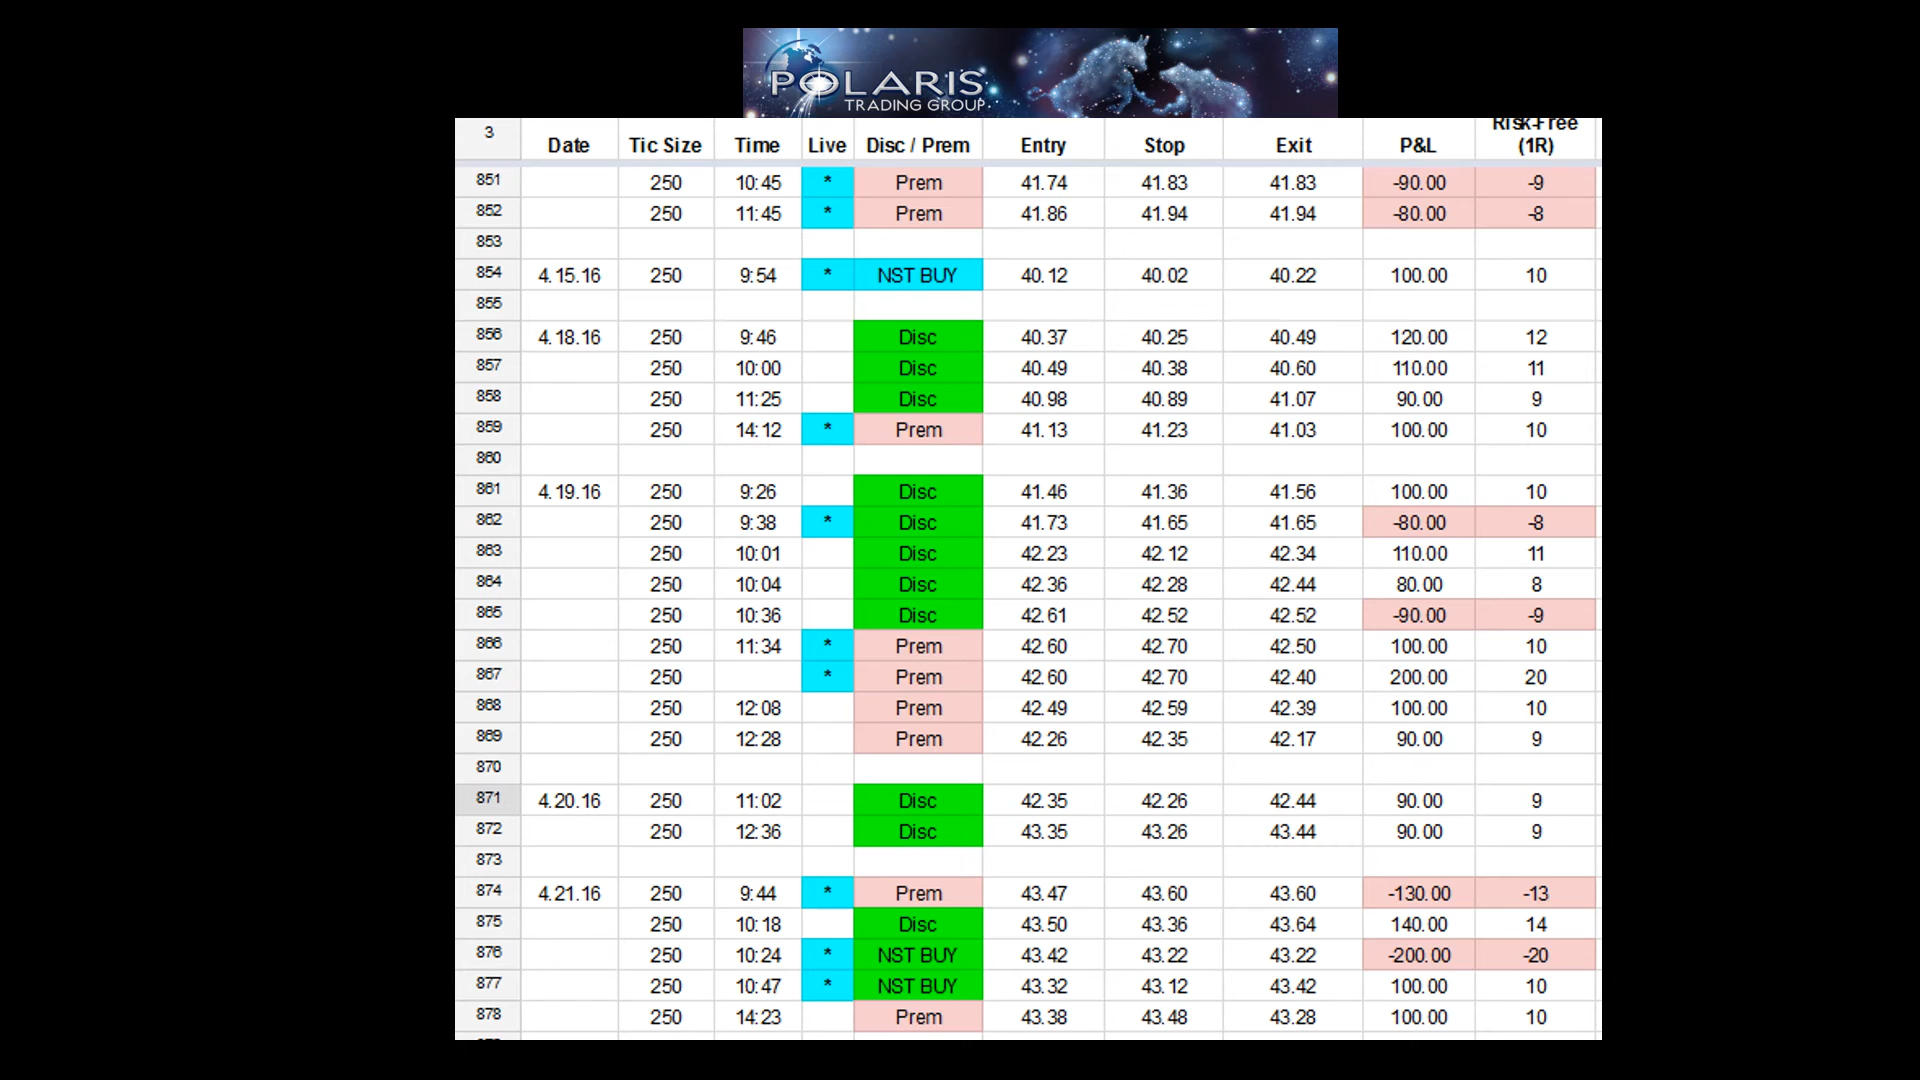 POLARIS
TRADING GROUP
3 Date Tic Size Time Live Disc / Prem Entry Stop Exit P&L Risk-Free (1R)
851 250 10:45 * Prem 41.74 41.83 41.83 -90.00 -9
852 250 11:45 * Prem 41.86 41.94 41.94 -80.00 -8
853
854 4.15.16 250 9:54 * NST BUY 40.12 40.02 40.22 100.00 10
855
856 4.18.16 250 9:46 Disc 40.37 40.25 40.49 120.00 12
857 250 10:00 Disc 40.49 40.38 40.60 110.00 11
858 250 11:25 Disc 40.98 40.89 41.07 90.00 9
859 250 14:12 * Prem 41.13 41.23 41.03 100.00 10
860
861 4.19.16 250 9:26 Disc 41.46 41.36 41.56 100.00 10
862 250 9:38 * Disc 41.73 41.65 41.65 -80.00 -8
863 250 10:01 Disc 42.23 42.12 42.34 110.00 11
864 250 10:04 Disc 42.36 42.28 42.44 80.00 8
865 250 10:36 Disc 42.61 42.52 42.52 -90.00 -9
866 250 11:34 * Prem 42.60 42.70 42.50 100.00 10
867 250 * Prem 42.60 42.70 42.40 200.00 20
868 250 12:08 Prem 42.49 42.59 42.39 100.00 10
869 250 12:28 Prem 42.26 42.35 42.17 90.00 9
870
871 4.20.16 250 11:02 Disc 42.35 42.26 42.44 90.00 9
872 250 12:36 Disc 43.35 43.26 43.44 90.00 9
873
874 4.21.16 250 9:44 * Prem 43.47 43.60 43.60 -130.00 -13
875 250 10:18 Disc 43.50 43.36 43.64 140.00 14
876 250 10:24 * NST BUY 43.42 43.22 43.22 -200.00 -20
877 250 10:47 * NST BUY 43.32 43.12 43.42 100.00 10
878 250 14:23 Prem 43.38 43.48 43.28 100.00 10